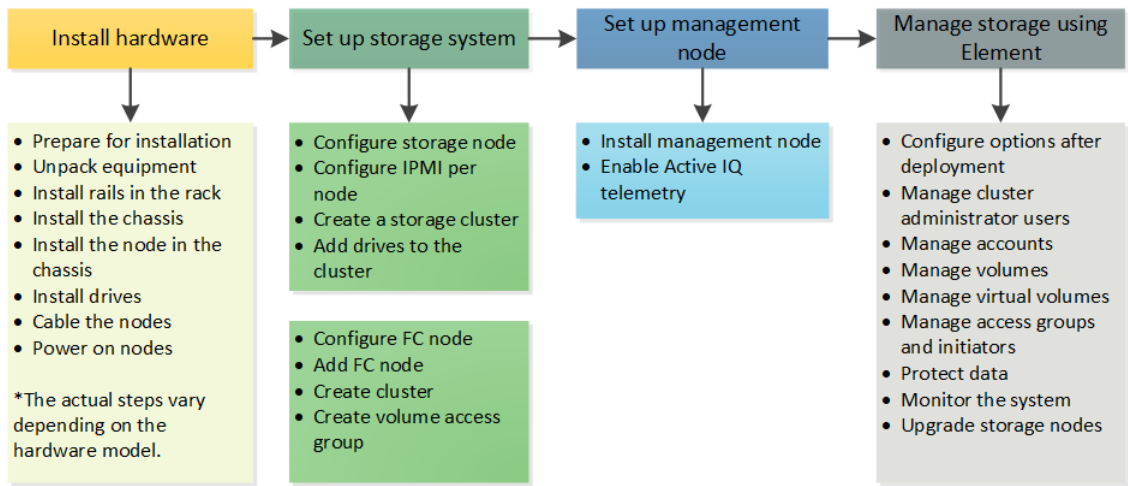 Install hardware
Set up storage system
Set up management
node
Manage storage using
Element
• Prepare for installation
• Unpack equipment
• Install rails in the rack
• Install the chassis
• Install the node in the
chassis
• Install drives
• Cable the nodes
• Power on nodes
*The actual steps vary
depending on the
hardware model.
• Configure storage node
• Configure IPMI per
node
• Create a storage cluster
• Add drives to the
cluster
• Configure FC node
• Add FC node
• Create cluster
• Create volume access
group
• Install management node
• Enable Active IQ
telemetry
• Configure options after
deployment
• Manage cluster
administrator users
• Manage accounts
• Manage volumes
• Manage virtual volumes
• Manage access groups
and initiators
• Protect data
• Monitor the system
• Upgrade storage nodes